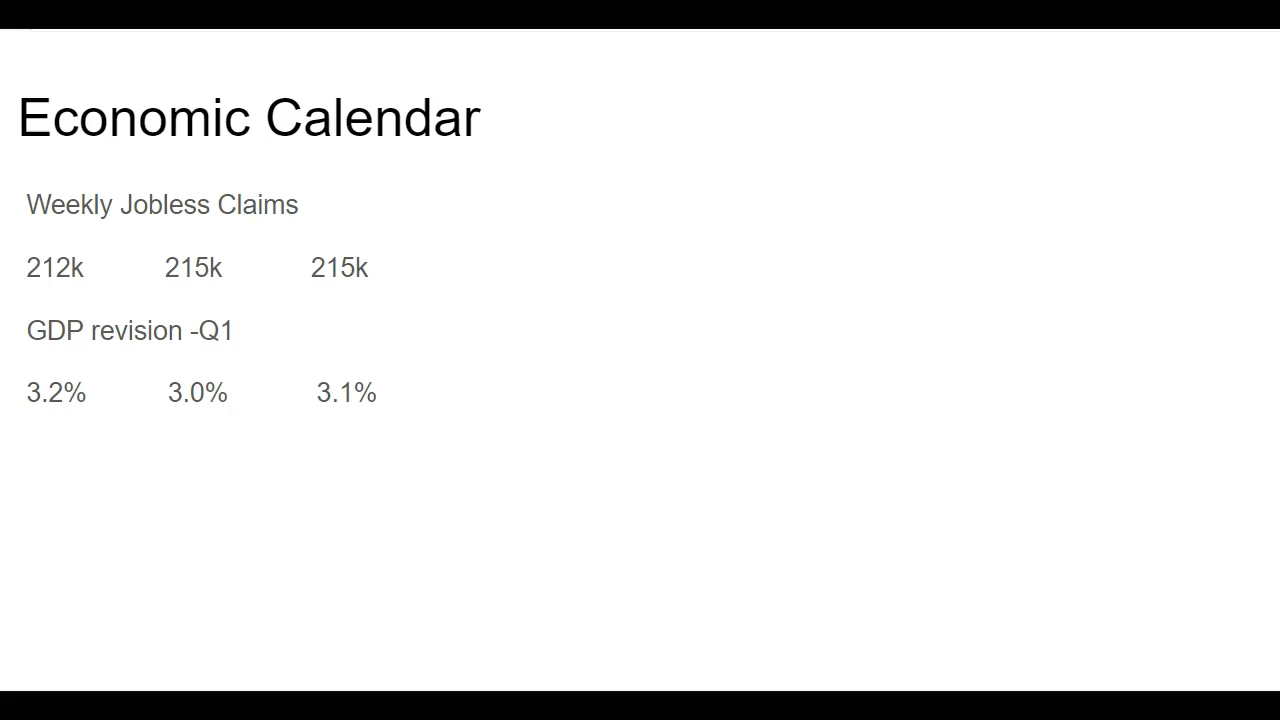 Economic Calendar
Weekly Jobless Claims
212k 215k 215k
GDP revision -Q1
3.2% 3.0% 3.1%